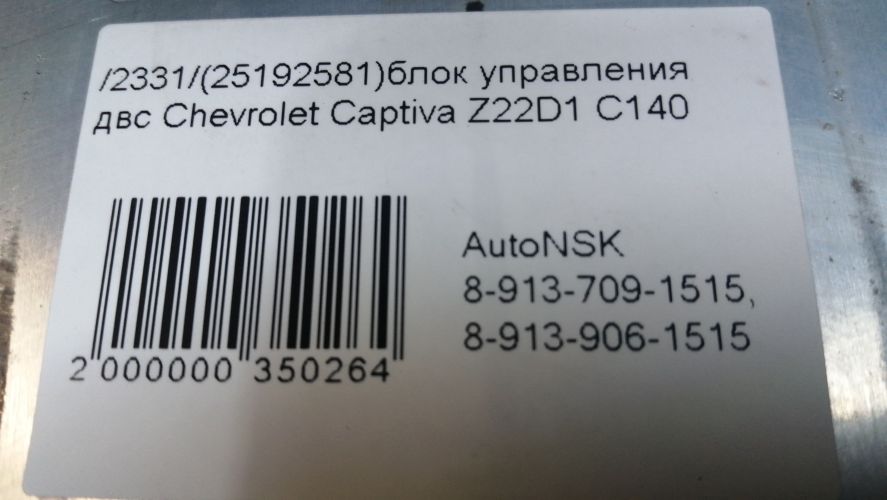 /2331/(25192581)блок управления
двс Chevrolet Captiva Z22D1 C140
AutoNSK
8-913-709-1515,
8-913-906-1515
2 000000 350264